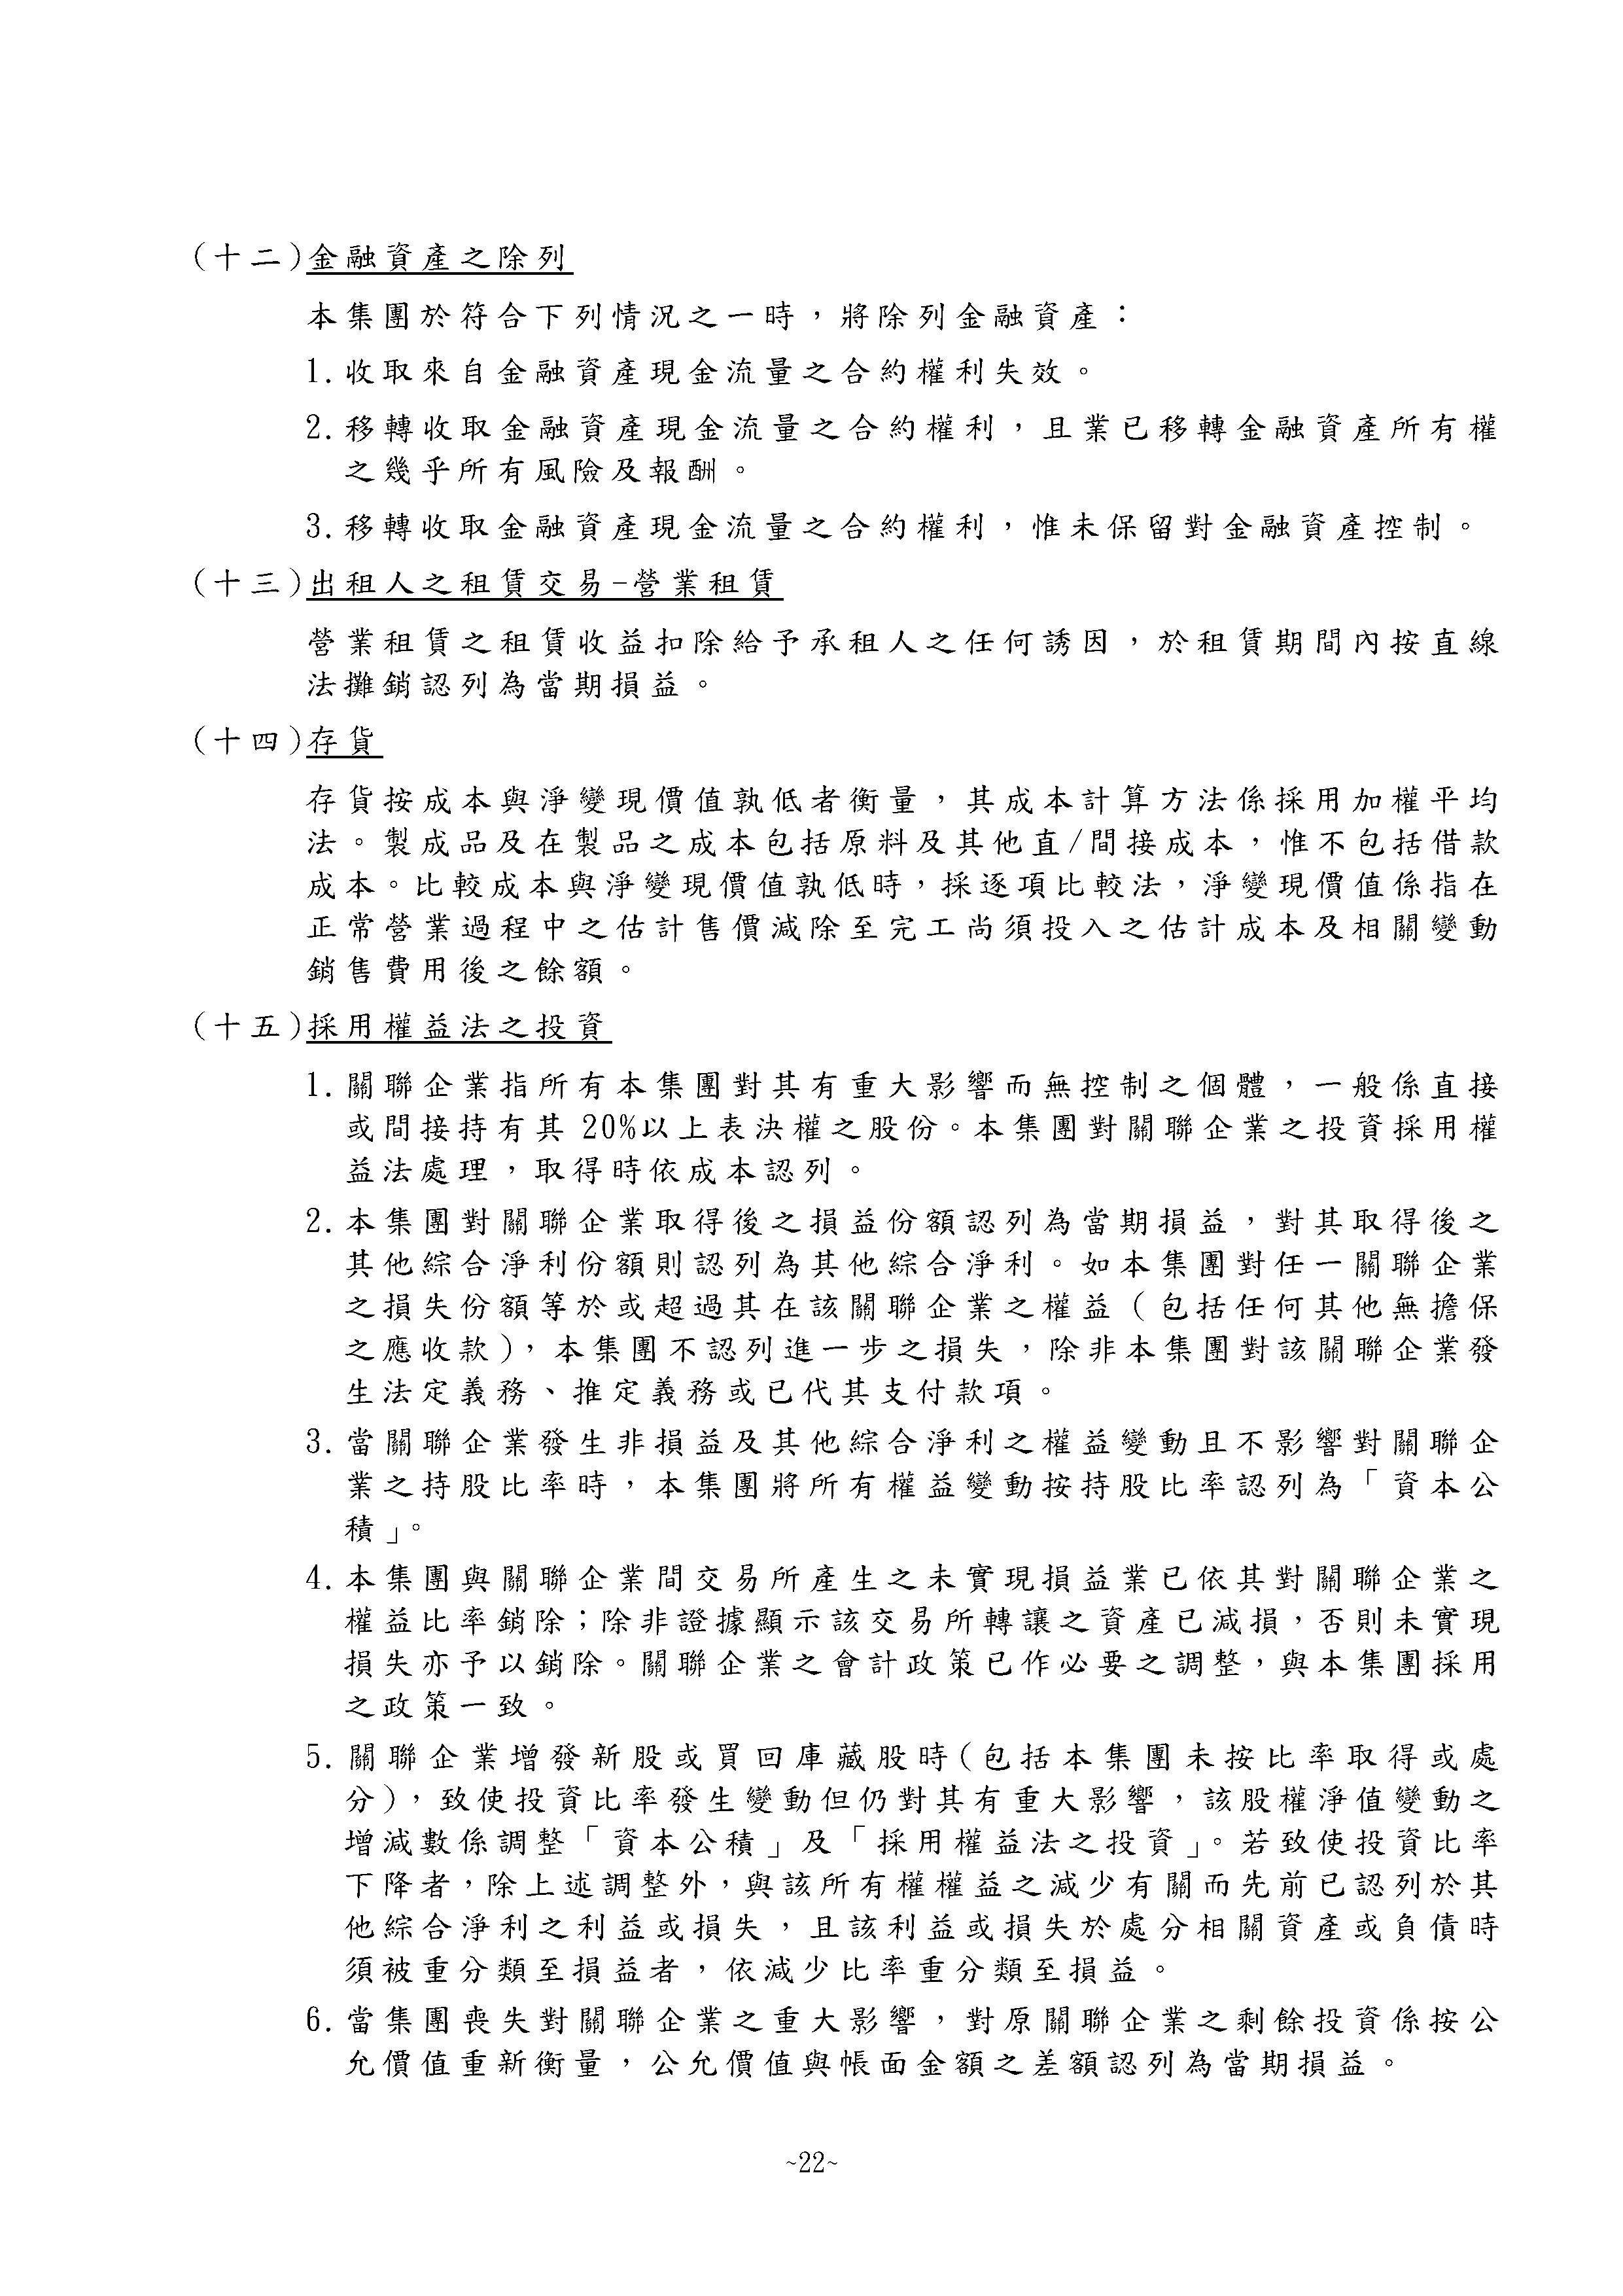 (十二)金融資產之除列
本集團於符合下列情況之一時，將除列金融資產：
1.收取來自金融資產現金流量之合約權利失效。
2.移轉收取金融資產現金流量之合約權利，且業已移轉金融資產所有權
之幾乎所有風險及報酬。
3.移轉收取金融資產現金流量之合約權利，惟未保留對金融資產控制。
(十三)出租人之租賃交易-營業租賃
營業租賃之租賃收益扣除給予承租人之任何誘因，於租賃期間內按直線
法攤銷認列為當期損益。
(十四)存貨
存貨按成本與淨變現價值孰低者衡量，其成本計算方法係採用加權平均
法。製成品及在製品之成本包括原料及其他直/間接成本，惟不包括借款
成本。比較成本與淨變現價值孰低時，採逐項比較法，淨變現價值係指在
正常營業過程中之估計售價減除至完工尚須投入之估計成本及相關變動
銷售費用後之餘額。
(十五)採用權益法之投資
1.關聯企業指所有本集團對其有重大影響而無控制之個體，一般係直接
或間接持有其 20%以上表決權之股份。本集團對關聯企業之投資採用權
益法處理，取得時依成本認列。
2.本集團對關聯企業取得後之損益份額認列為當期損益，對其取得後之
其他綜合淨利份額則認列為其他綜合淨利。如本集團對任一關聯企業
之損失份額等於或超過其在該關聯企業之權益（包括任何其他無擔保
之應收款），本集團不認列進一步之損失，除非本集團對該關聯企業發
生法定義務、推定義務或已代其支付款項。
3.當關聯企業發生非損益及其他綜合淨利之權益變動且不影響對關聯企
業之持股比率時，本集團將所有權益變動按持股比率認列為「資本公
積」。
4.本集團與關聯企業間交易所產生之未實現損益業已依其對關聯企業之
權益比率銷除；除非證據顯示該交易所轉讓之資產已減損，否則未實現
損失亦予以銷除。關聯企業之會計政策已作必要之調整，與本集團採用
之政策一致。
5.關聯企業增發新股或買回庫藏股時(包括本集團未按比率取得或處
分)，致使投資比率發生變動但仍對其有重大影響，該股權淨值變動之
增減數係調整「資本公積」及「採用權益法之投資」。若致使投資比率
下降者，除上述調整外，與該所有權權益之減少有關而先前已認列於其
他綜合淨利之利益或損失，且該利益或損失於處分相關資產或負債時
須被重分類至損益者，依減少比率重分類至損益。
6.當集團喪失對關聯企業之重大影響，對原關聯企業之剩餘投資係按公
允價值重新衡量，公允價值與帳面金額之差額認列為當期損益。
~22~